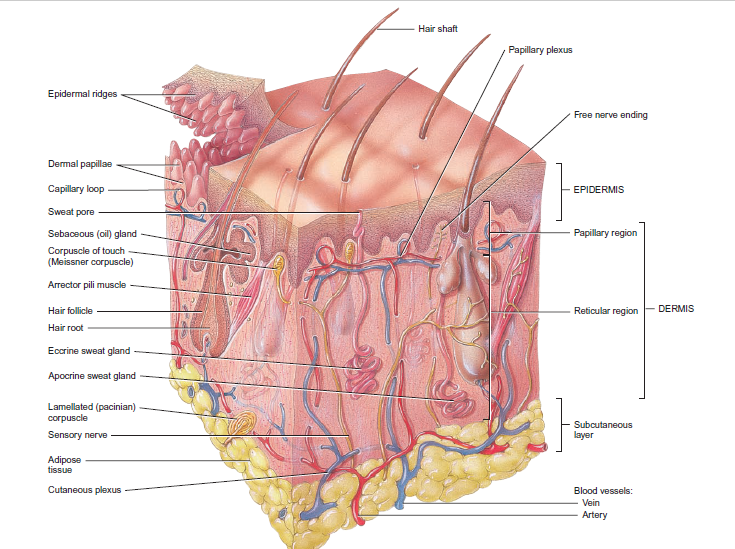 Hair shaft
Papillary plexus
Epidermal ridges
Free nerve ending
Dermal papillae
Capillary loop
EPIDERMIS
Sweat pore
Sebaceous (oil) gland
Papillary region
Corpuscle of touch
(Meissner corpuscle)
Arrector pili muscle
Hair follicle
Reticular region
DERMIS
Hair root
Eccrine sweat gland
Apocrine sweat gland
Lamellated (pacinian)
corpuscle
Subcutaneous
layer
Sensory nerve
Adipose
tissue
Cutaneous plexus
Blood vessels:
Vein
Artery